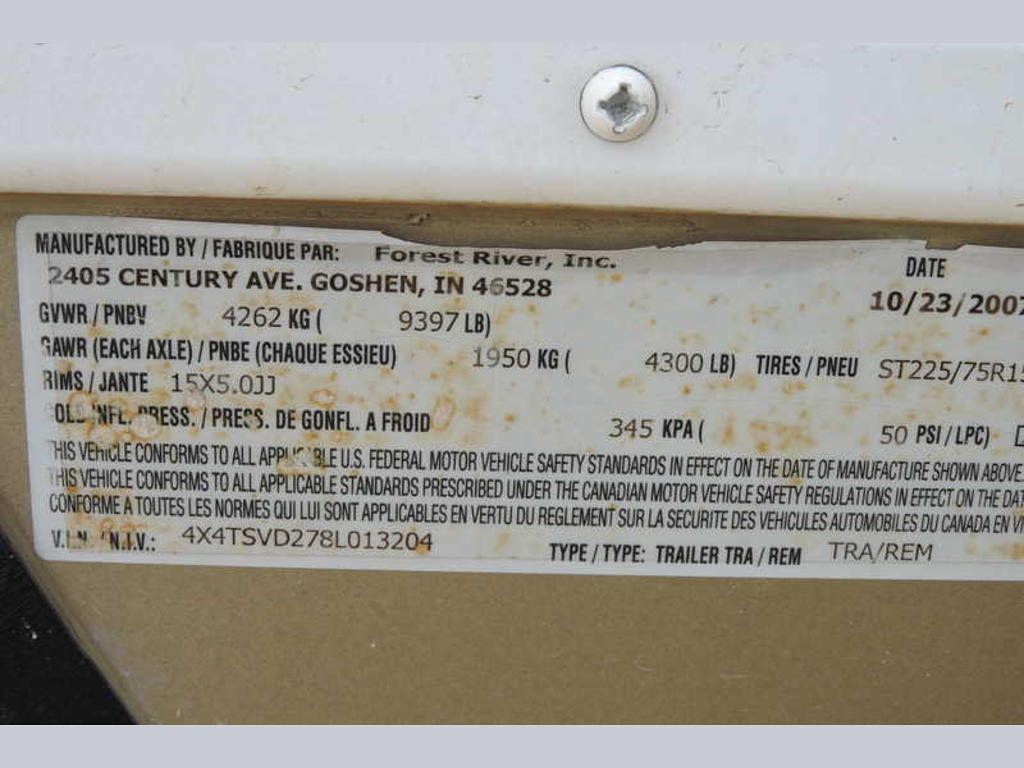 MANUFACTURED BY / FABRIQUE PAR: Forest River, Inc. DATE
2405 CENTURY AVE. GOSHEN, IN 46528 10/23/2007
GVWR / PNBV 4262 KG ( 9397 LB)
GAWR (EACH AXLE) / PNBE (CHAQUE ESSIEU) 1950 KG ( 4300 LB) TIRES / PNEU ST225/75R15
RIMS / JANTE 15X5.0JJ
COLD INFL. PRESS. / PRESS. DE GONFL. A FROID 345 KPA ( 50 PSI / LPC)
THIS VEHICLE CONFORMS TO ALL APPLICABLE U.S. FEDERAL MOTOR VEHICLE SAFETY STANDARDS IN EFFECT ON THE DATE OF MANUFACTURE SHOWN ABOVE.
THIS VEHICLE CONFORMS TO ALL APPLICABLE STANDARDS PRESCRIBED UNDER THE CANADIAN MOTOR VEHICLE SAFETY REGULATIONS IN EFFECT ON THE DAT
CONFORME A TOUTES LES NORMES QUI LUI SONT APPLICABLES EN VERTU DU REGLEMENT SUR LA SECURITE DES VEHICULES AUTOMOBILES DU CANADA EN VI
V.I.N. / N.I.V.: 4X4TSVD278L013204 TYPE / TYPE: TRAILER TRA / REM TRA/REM